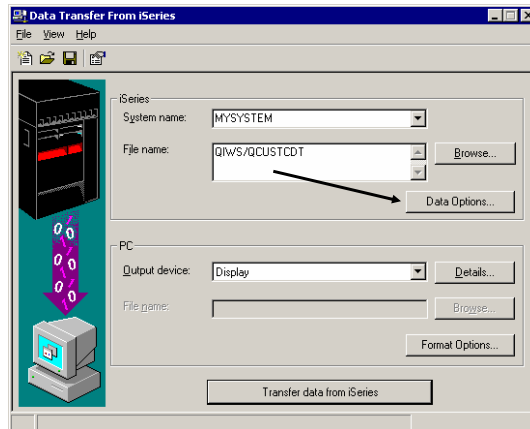 Data Transfer From iSeries
File View Help
iSeries
System name: MYSYSTEM
File name: QIWS/QCUSTCDT Browse...
Data Options...
PC
Output device: Display Details...
File name: Browse...
Format Options...
Transfer data from iSeries